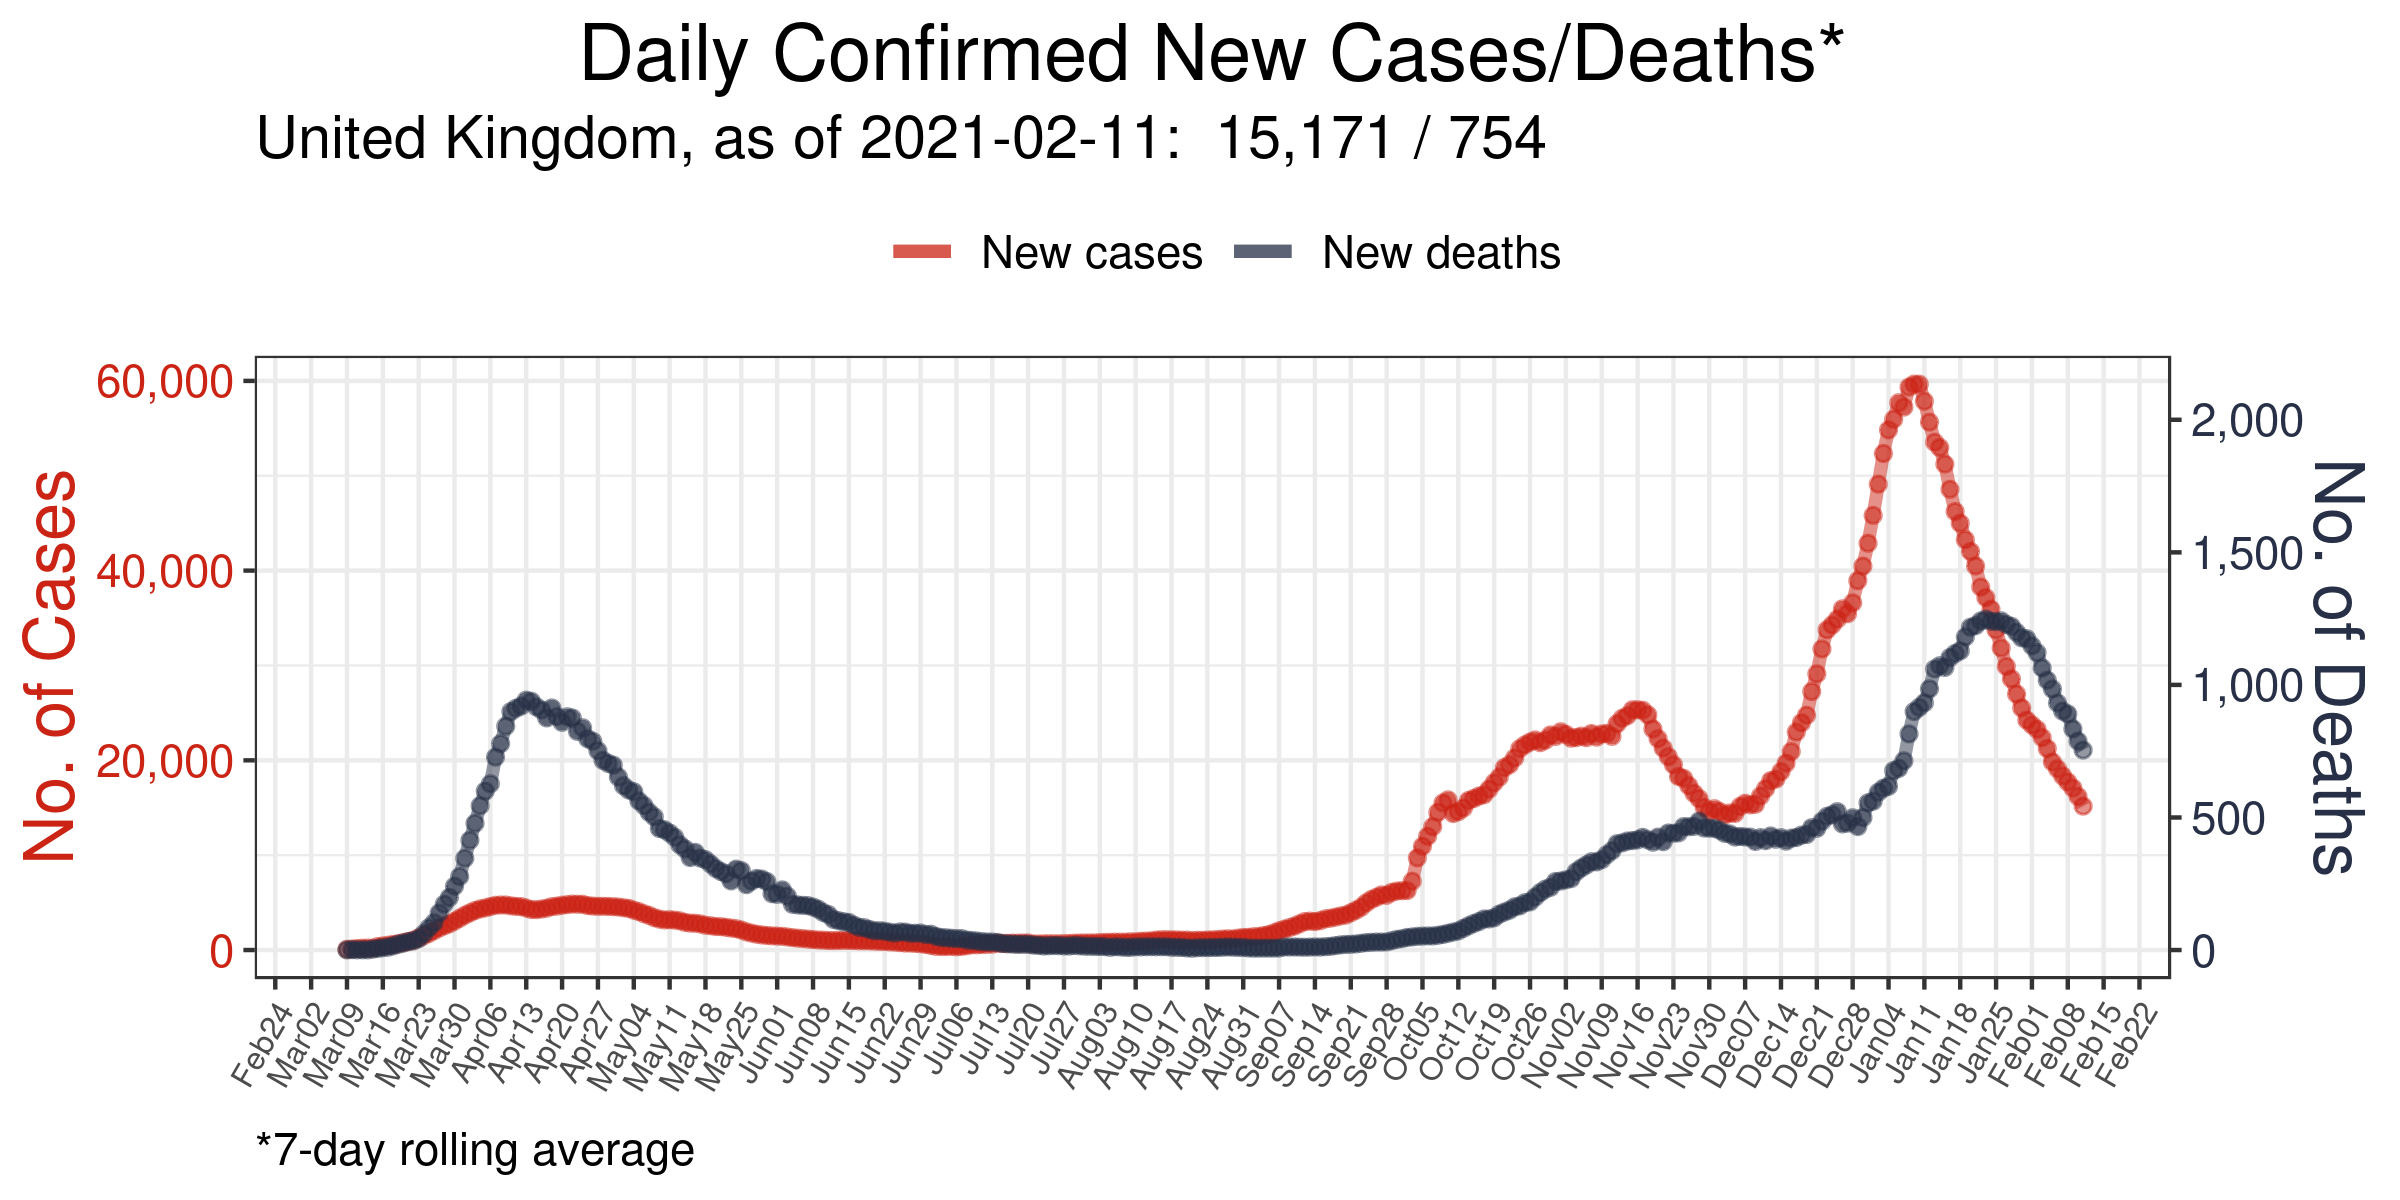 Daily Confirmed New Cases/Deaths*
United Kingdom, as of 2021-02-11:  15,171 / 754
New cases
New deaths
No. of Cases
60,000
40,000
20,000
0
2,000
1,500
1,000
500
0
No. of Deaths
Feb24
Mar02
Mar09
Mar16
Mar23
Mar30
Apr06
Apr13
Apr20
Apr27
May04
May11
May18
May25
Jun01
Jun08
Jun15
Jun22
Jun29
Jul06
Jul13
Jul20
Jul27
Aug03
Aug10
Aug17
Aug24
Aug31
Sep07
Sep14
Sep21
Sep28
Oct05
Oct12
Oct19
Oct26
Nov02
Nov09
Nov16
Nov23
Nov30
Dec07
Dec14
Dec21
Dec28
Jan04
Jan11
Jan18
Jan25
Feb01
Feb08
Feb15
Feb22
*7-day rolling average